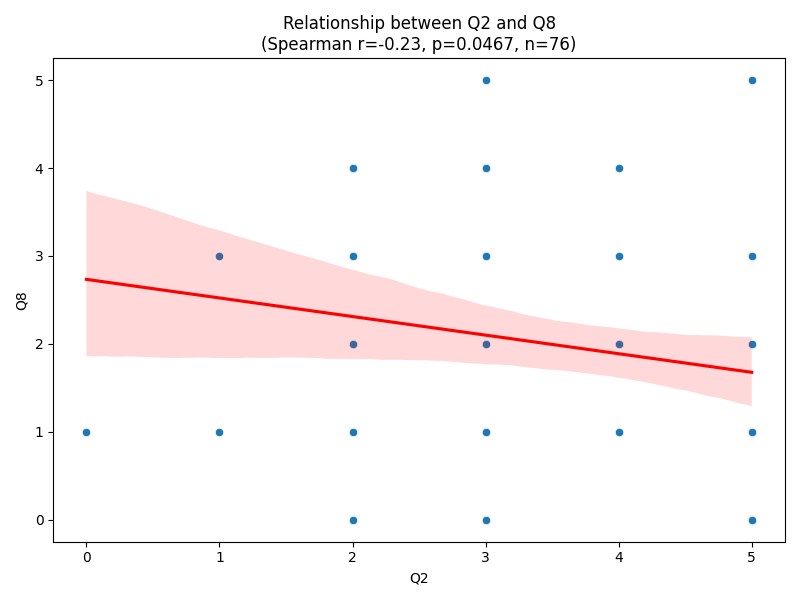 Relationship between Q2 and Q8
(Spearman r=-0.23, p=0.0467, n=76)
5
4
3
2
1
0
Q8
0 1 2 3 4 5
Q2